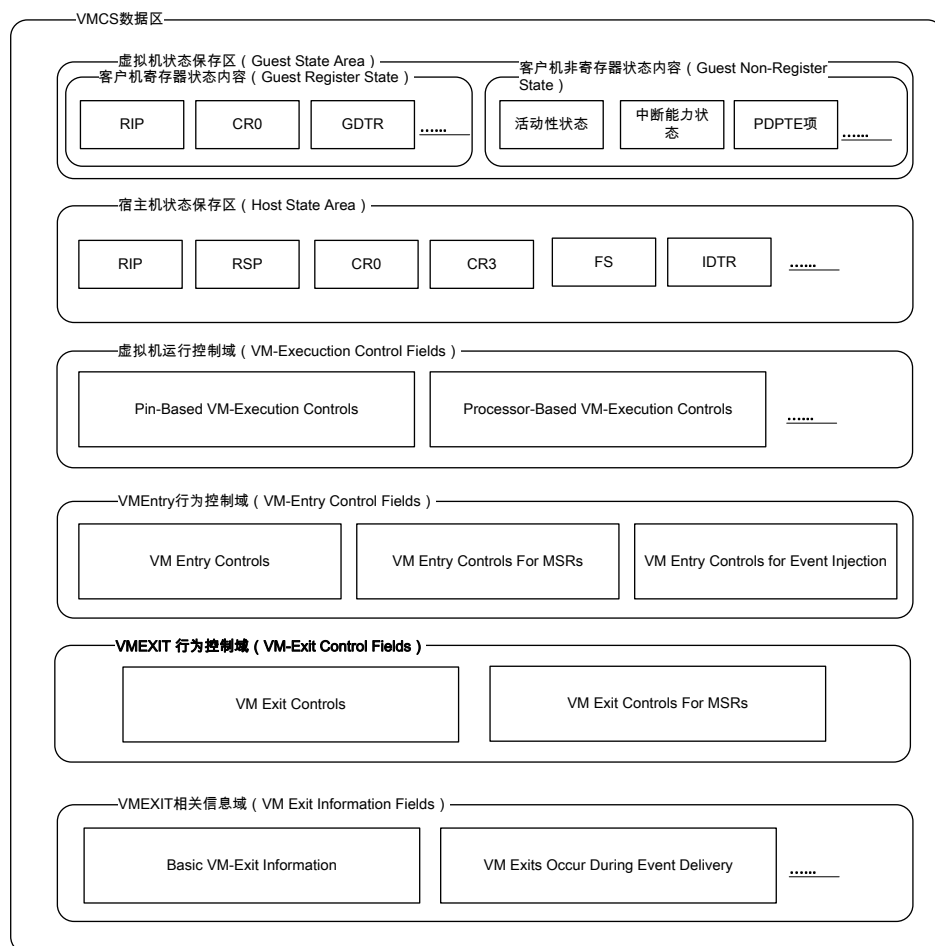 VMCS数据区
虚拟机状态保存区（Guest State Area）
客户机寄存器状态内容（Guest Register State）
RIP
CR0
GDTR
......
客户机非寄存器状态内容（Guest Non-Register
State）
活动性状态
中断能力状
态
PDPTE项
......
宿主机状态保存区（Host State Area）
RIP
RSP
CR0
CR3
FS
IDTR
......
虚拟机运行控制域（VM-Execuction Control Fields）
Pin-Based VM-Execution Controls
Processor-Based VM-Execution Controls
......
VMEntry行为控制域（VM-Entry Control Fields）
VM Entry Controls
VM Entry Controls For MSRs
VM Entry Controls for Event Injection
VMEXIT 行为控制域（VM-Exit Control Fields）
VM Exit Controls
VM Exit Controls For MSRs
VMEXIT相关信息域（VM Exit Information Fields）
Basic VM-Exit Information
VM Exits Occur During Event Delivery
......